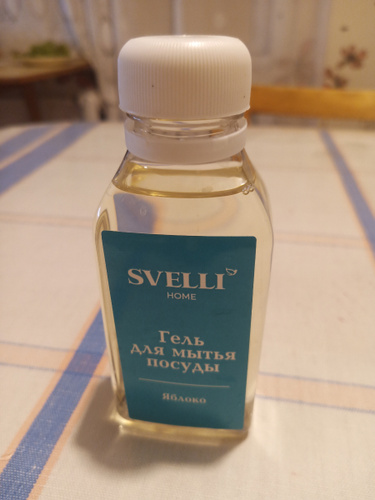 SVELLI
HOME
Гель
для мытья
посуды
Яблоко